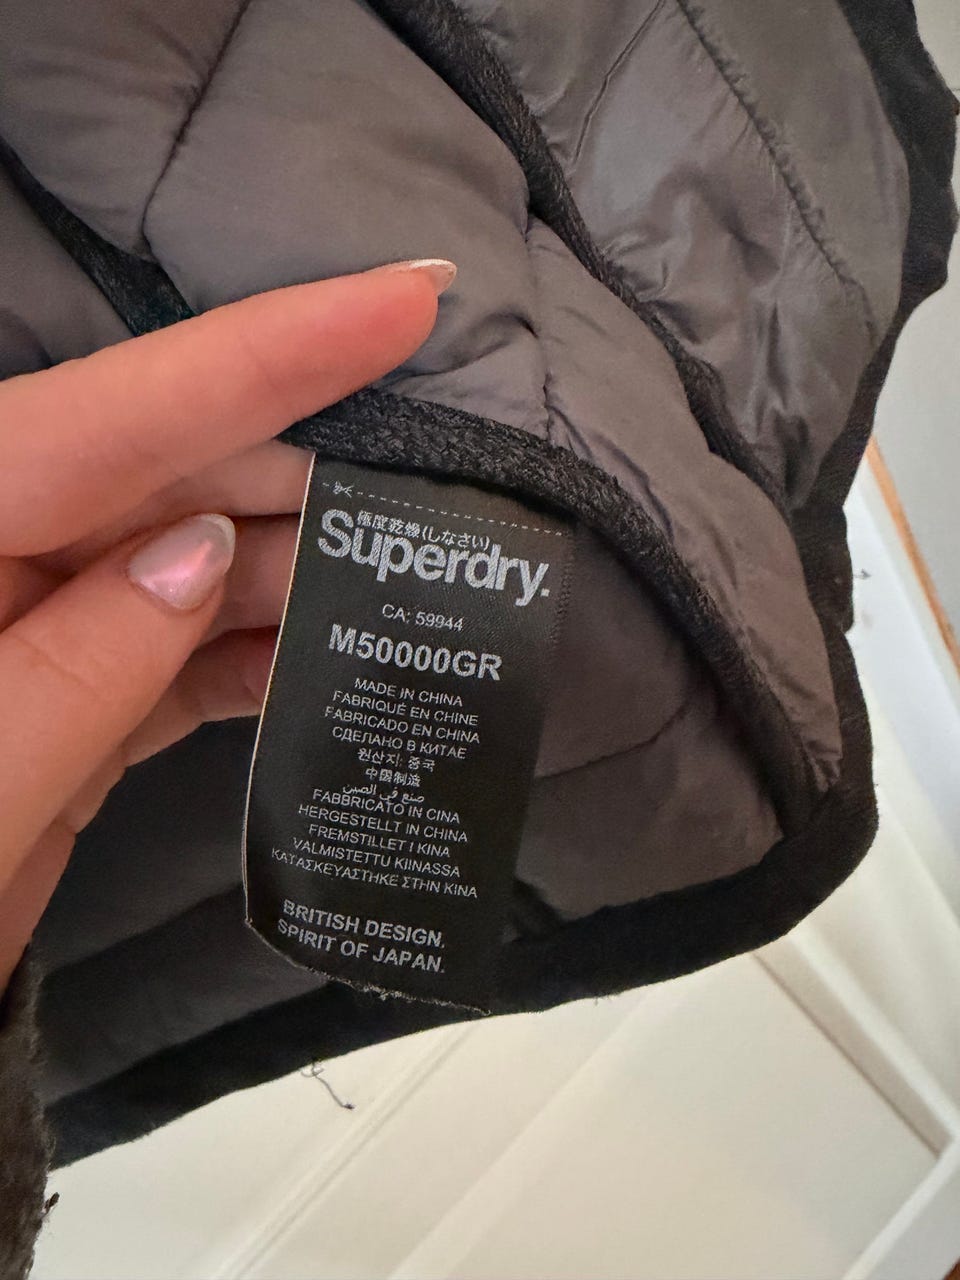 極度乾燥(しなさい)
Superdry.
CA: 59944
M50000GR
MADE IN CHINA
FABRIQUÉ EN CHINE
FABRICADO EN CHINA
СДЕЛАНО В КИТАЕ
원산지: 중국
中国制造
صنع في الصين
FABBRICATO IN CINA
HERGESTELLT IN CHINA
FREMSTILLET I KINA
VALMISTETTU KIINASSA
ΚΑΤΑΣΚΕΥΑΣΤΗΚΕ ΣΤΗΝ ΚΙΝΑ
BRITISH DESIGN.
SPIRIT OF JAPAN.